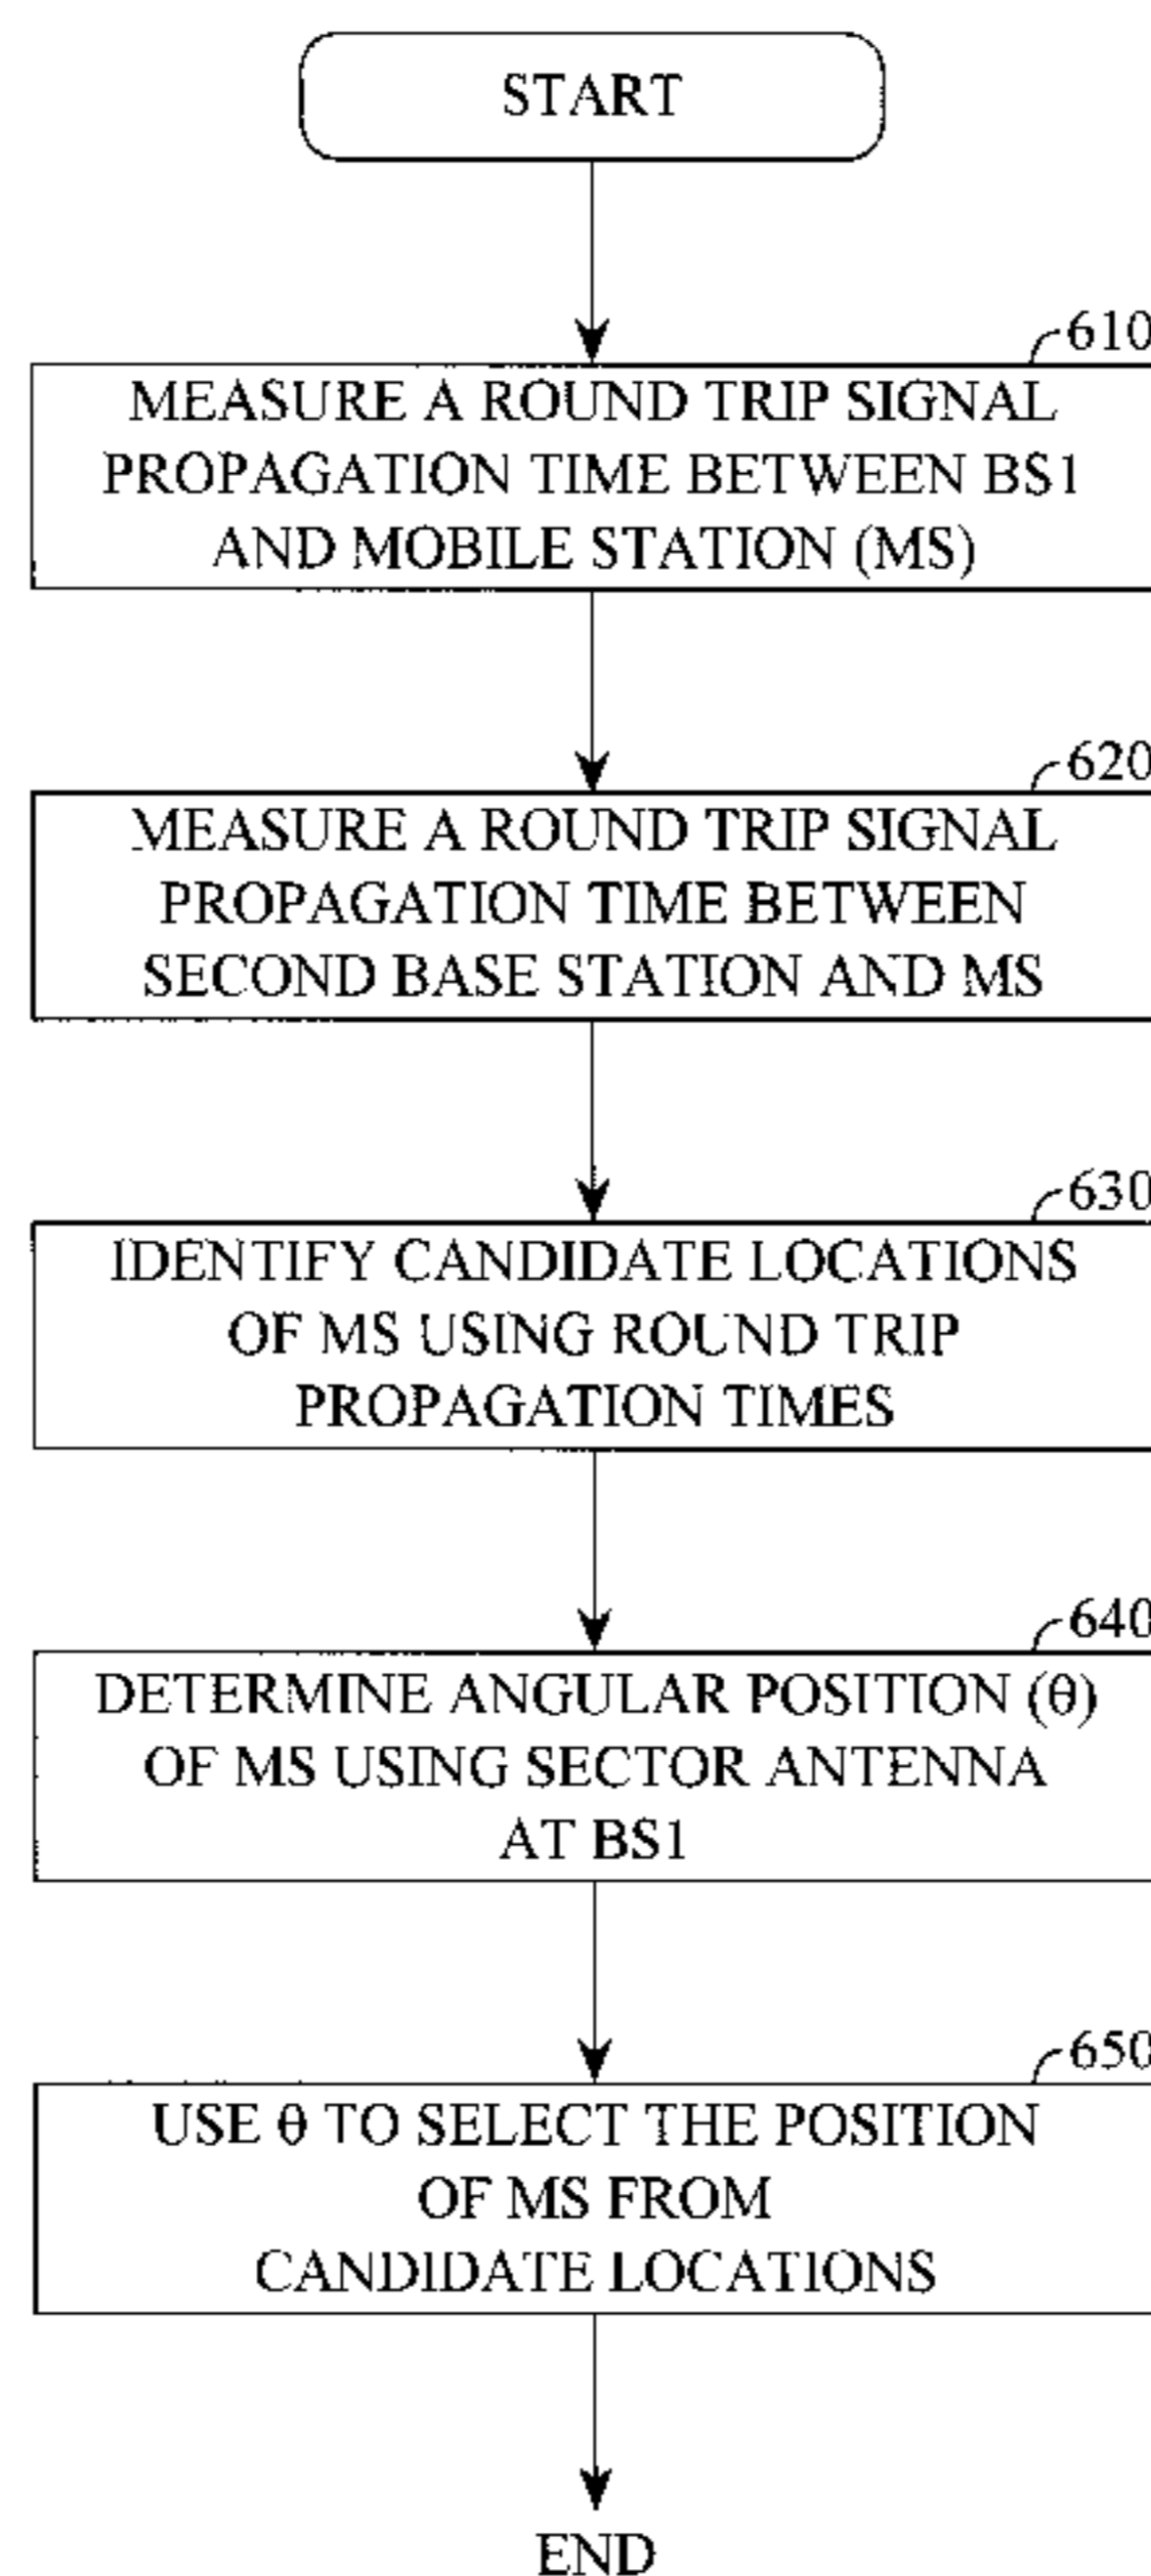 START
610
MEASURE A ROUND TRIP SIGNAL
PROPAGATION TIME BETWEEN BS1
AND MOBILE STATION (MS)
620
MEASURE A ROUND TRIP SIGNAL
PROPAGATION TIME BETWEEN
SECOND BASE STATION AND MS
630
IDENTIFY CANDIDATE LOCATIONS
OF MS USING ROUND TRIP
PROPAGATION TIMES
640
DETERMINE ANGULAR POSITION (θ)
OF MS USING SECTOR ANTENNA
AT BS1
650
USE θ TO SELECT THE POSITION
OF MS FROM
CANDIDATE LOCATIONS
END